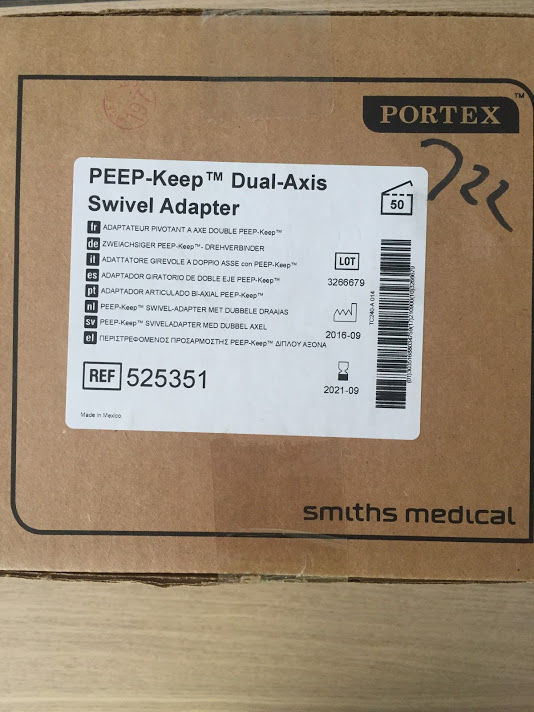 PORTEX™
722
PEEP-Keep™ Dual-Axis
Swivel Adapter
50
fr ADAPTATEUR PIVOTANT A AXE DOUBLE PEEP-Keep™
de ZWEIACHSIGER PEEP-Keep™- DREHVERBINDER
it ADATTATORE GIREVOLE A DOPPIO ASSE con PEEP-Keep™
es ADAPTADOR GIRATORIO DE DOBLE EJE PEEP-Keep™
pt ADAPTADOR ARTICULADO BI-AXIAL PEEP-Keep™
nl PEEP-Keep™ SWIVEL-ADAPTER MET DUBBELE DRAAIAS
sv PEEP-Keep™ SVIVELADAPTER MED DUBBEL AXEL
el ΠΕΡΙΣΤΡΕΦΟΜΕΝΟΣ ΠΡΟΣΑΡΜΟΣΤΗΣ PEEP-Keep™ ΔΙΠΛΟΥ ΑΞΟΝΑ
LOT
3266679
2016-09
2021-09
REF 525351
Made in Mexico
smiths medical